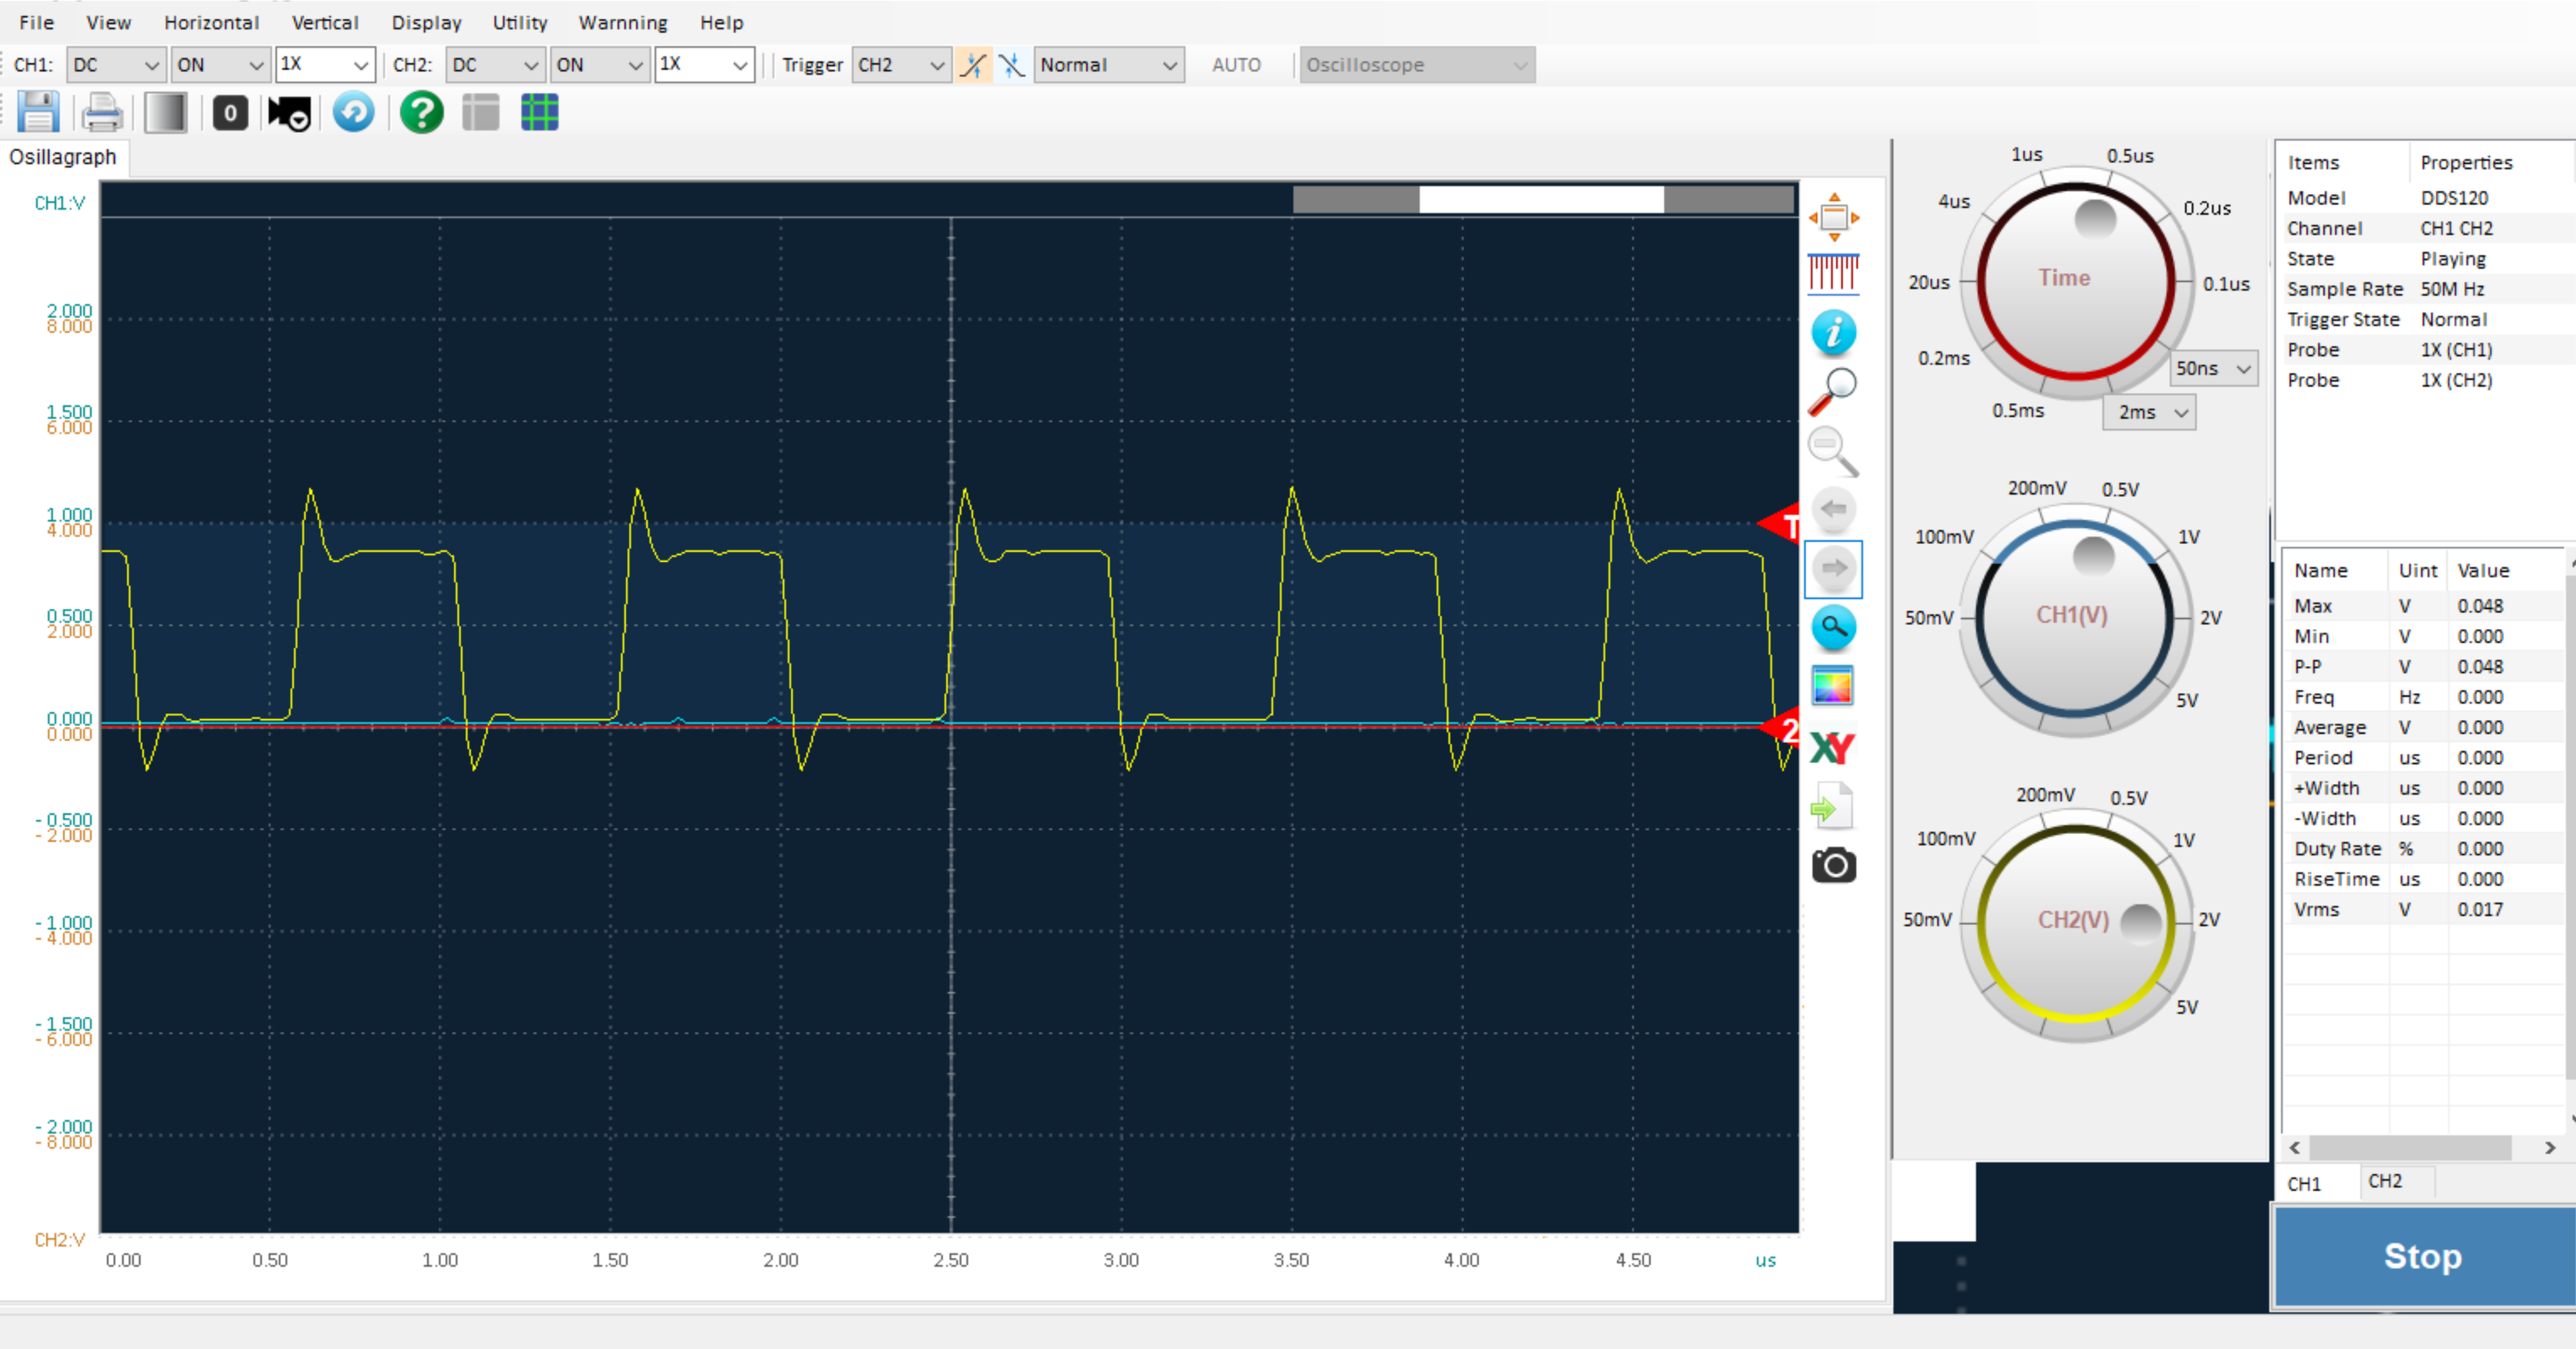 File View Horizontal Vertical Display Utility Warnning Help
CH1: DC ON 1X CH2: DC ON 1X Trigger CH2 Normal AUTO Oscilloscope
0 ?
Osillagraph
CH1:V
2.000
8.000
1.500
6.000
1.000
4.000
0.500
2.000
0.000
0.000
- 0.500
- 2.000
- 1.000
- 4.000
- 1.500
- 6.000
- 2.000
- 8.000
CH2:V
0.00 0.50 1.00 1.50 2.00 2.50 3.00 3.50 4.00 4.50 us
T
2
i
XY
1us 0.5us
4us 0.2us
Time
20us 0.1us
0.2ms 50ns
0.5ms 2ms
200mV 0.5V
100mV 1V
CH1(V)
50mV 2V
5V
200mV 0.5V
100mV 1V
CH2(V)
50mV 2V
5V
Items Properties
Model DDS120
Channel CH1 CH2
State Playing
Sample Rate 50M Hz
Trigger State Normal
Probe 1X (CH1)
Probe 1X (CH2)
Name Uint Value
Max V 0.048
Min V 0.000
P-P V 0.048
Freq Hz 0.000
Average V 0.000
Period us 0.000
+Width us 0.000
-Width us 0.000
Duty Rate % 0.000
RiseTime us 0.000
Vrms V 0.017
CH1 CH2
Stop